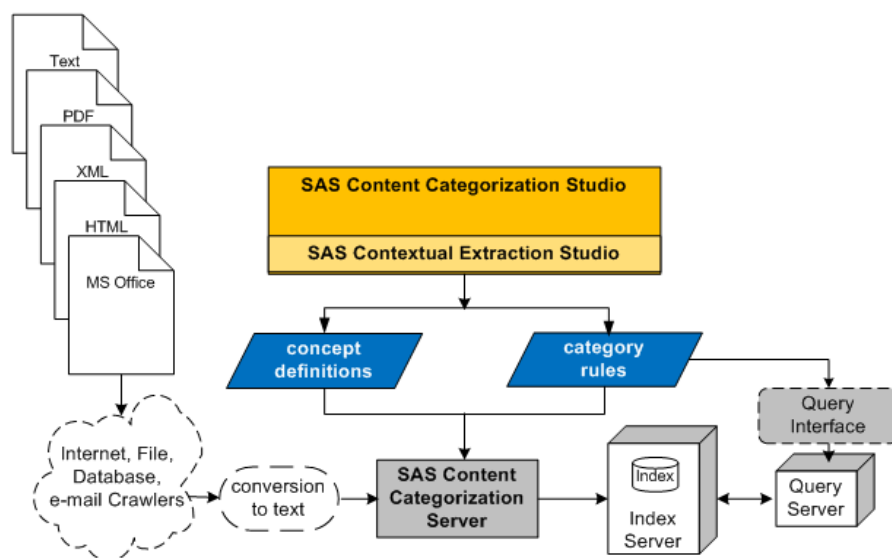 Text
PDF
XML
HTML
MS Office
SAS Content Categorization Studio
SAS Contextual Extraction Studio
concept
definitions
category
rules
Query
Interface
Internet, File,
Database,
e-mail Crawlers
conversion
to text
SAS Content
Categorization
Server
Index
Index
Server
Query
Server